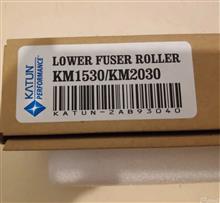 KATUN
PERFORMANCE
LOWER FUSER ROLLER
KM1530/KM2030
KATUN-2AB93040